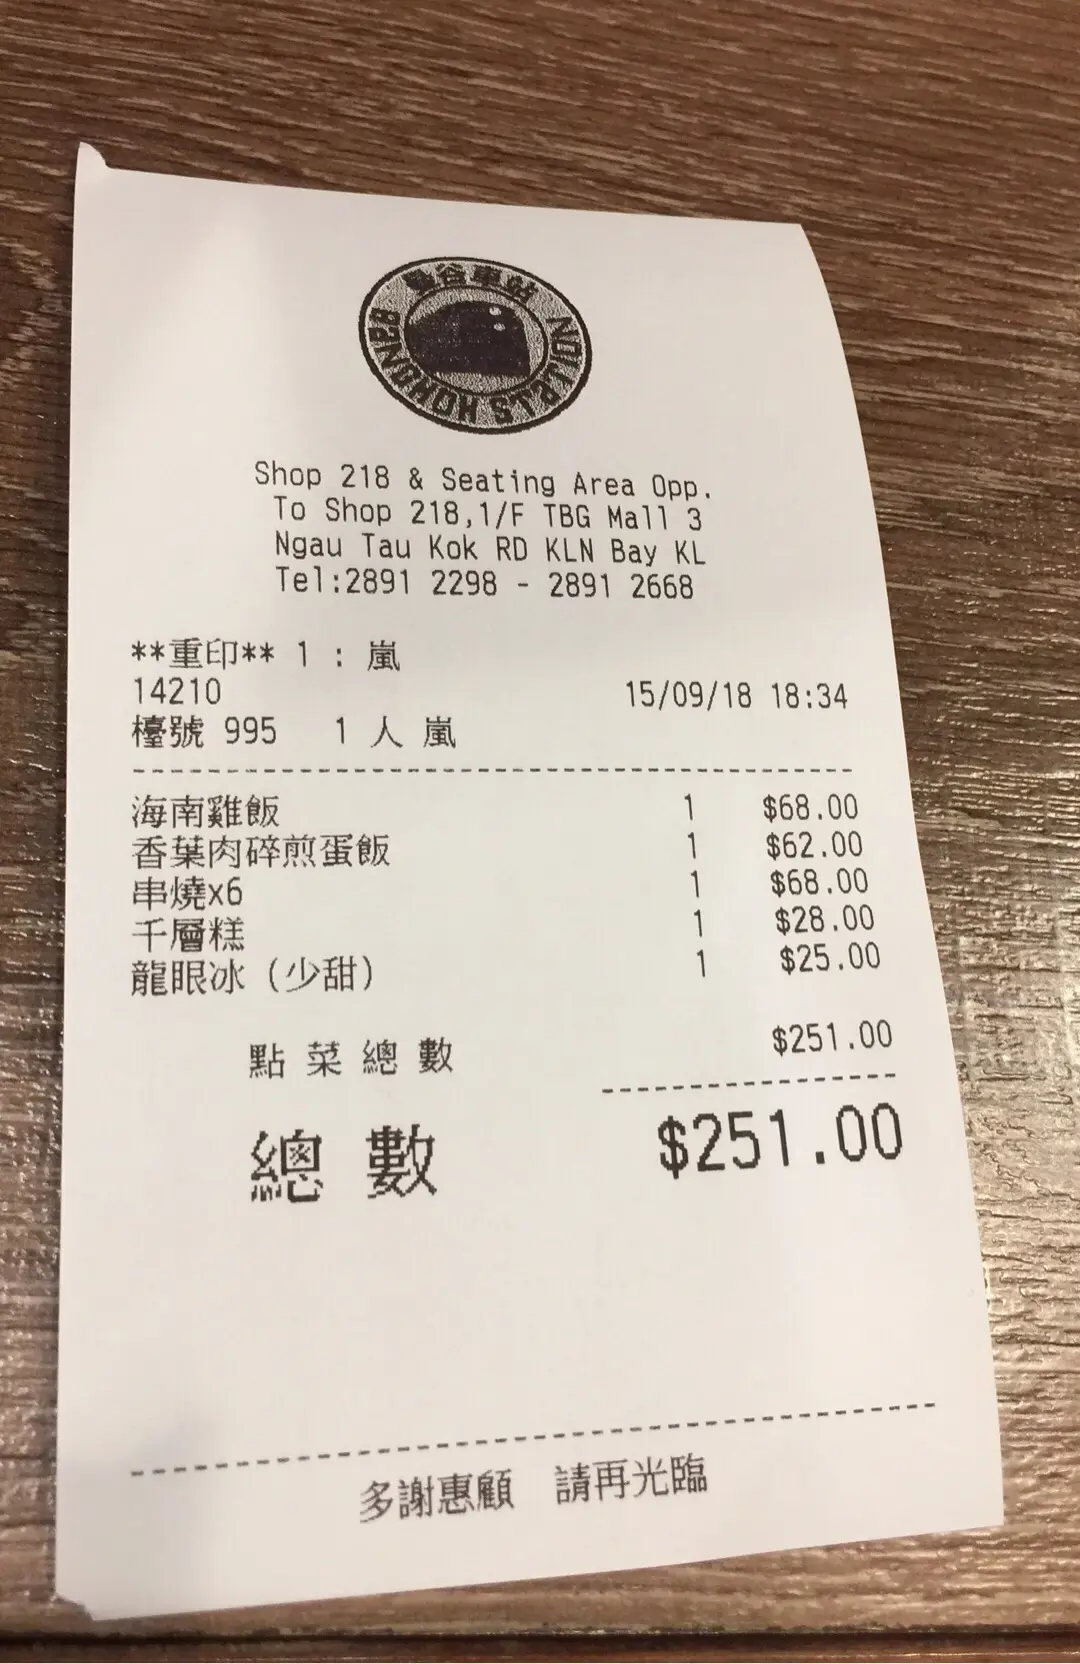 曼谷車站
BANGKOK STATION
Shop 218 & Seating Area Opp.
To Shop 218,1/F TBG Mall 3
Ngau Tau Kok RD KLN Bay KL
Tel:2891 2298 - 2891 2668
**重印** 1 : 嵐
14210 15/09/18 18:34
檯號 995 1 人 嵐
海南雞飯 1 $68.00
香葉肉碎煎蛋飯 1 $62.00
串燒x6 1 $68.00
千層糕 1 $28.00
龍眼冰（少甜） 1 $25.00
點菜總數 $251.00
總數 $251.00
多謝惠顧 請再光臨